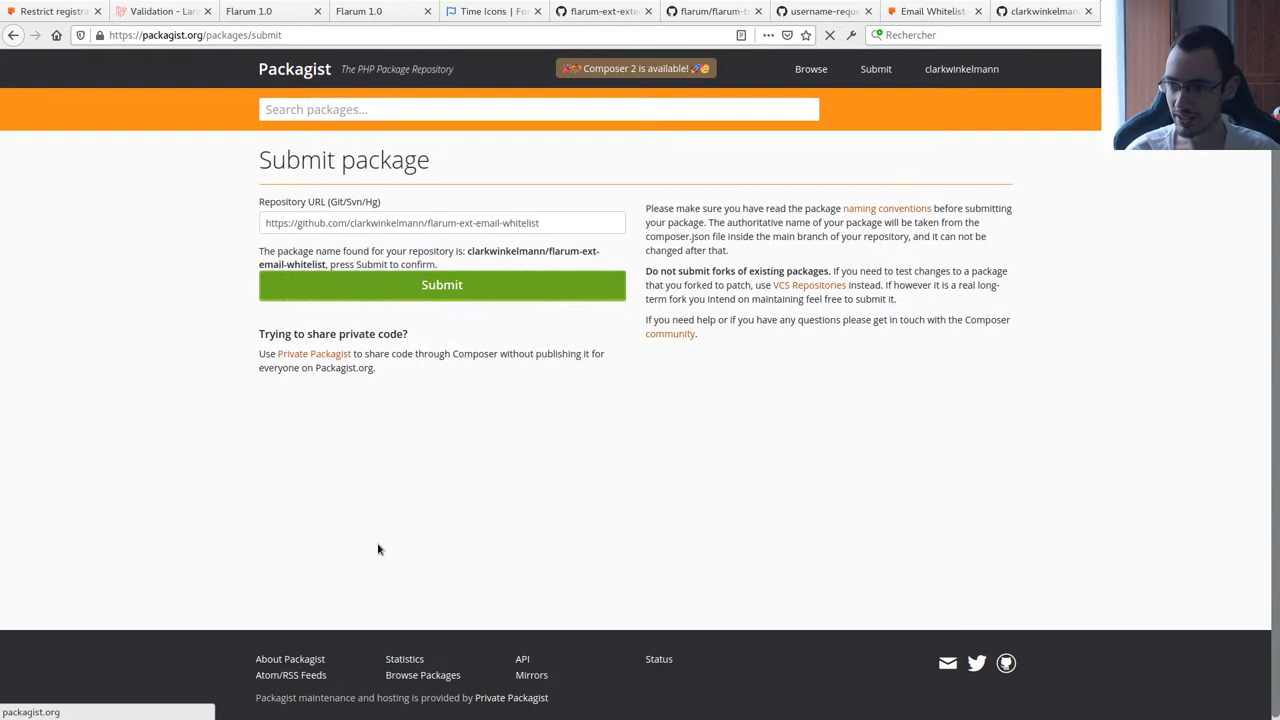 Restrict registra
Validation - Lar
Flarum 1.0
Flarum 1.0
Time Icons | Fo
flarum-ext-exte
flarum/flarum-t
username-reque
Email Whitelist
clarkwinkelmann
https://packagist.org/packages/submit
Rechercher
Packagist The PHP Package Repository
Composer 2 is available!
Browse Submit clarkwinkelmann
Search packages...
Submit package
Repository URL (Git/Svn/Hg)
https://github.com/clarkwinkelmann/flarum-ext-email-whitelist
The package name found for your repository is: clarkwinkelmann/flarum-ext-
email-whitelist, press Submit to confirm.
Submit
Trying to share private code?
Use Private Packagist to share code through Composer without publishing it for
everyone on Packagist.org.
Please make sure you have read the package naming conventions before submitting
your package. The authoritative name of your package will be taken from the
composer.json file inside the main branch of your repository, and it can not be
changed after that.
Do not submit forks of existing packages. If you need to test changes to a package
that you forked to patch, use VCS Repositories instead. If however it is a real long-
term fork you intend on maintaining feel free to submit it.
If you need help or if you have any questions please get in touch with the Composer
community.
About Packagist
Atom/RSS Feeds
Statistics
Browse Packages
API
Mirrors
Status
Packagist maintenance and hosting is provided by Private Packagist
packagist.org